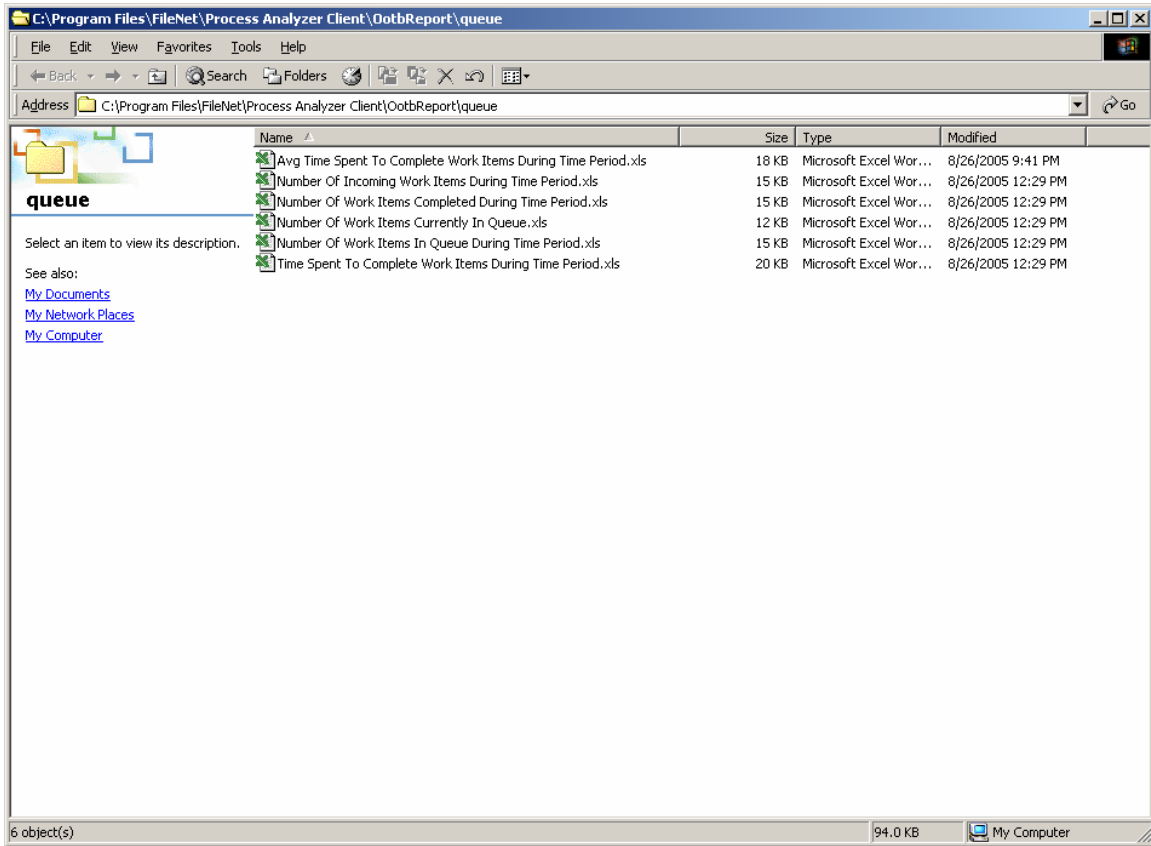 C:\Program Files\FileNet\Process Analyzer Client\OotbReport\queue
File Edit View Favorites Tools Help
Back Search Folders
Address C:\Program Files\FileNet\Process Analyzer Client\OotbReport\queue Go
Name Size Type Modified
Avg Time Spent To Complete Work Items During Time Period.xls 18 KB Microsoft Excel Wor... 8/26/2005 9:41 PM
Number Of Incoming Work Items During Time Period.xls 15 KB Microsoft Excel Wor... 8/26/2005 12:29 PM
queue
Number Of Work Items Completed During Time Period.xls 15 KB Microsoft Excel Wor... 8/26/2005 12:29 PM
Number Of Work Items Currently In Queue.xls 12 KB Microsoft Excel Wor... 8/26/2005 12:29 PM
Select an item to view its description.
Number Of Work Items In Queue During Time Period.xls 15 KB Microsoft Excel Wor... 8/26/2005 12:29 PM
Time Spent To Complete Work Items During Time Period.xls 20 KB Microsoft Excel Wor... 8/26/2005 12:29 PM
See also:
My Documents
My Network Places
My Computer
6 object(s) 94.0 KB My Computer